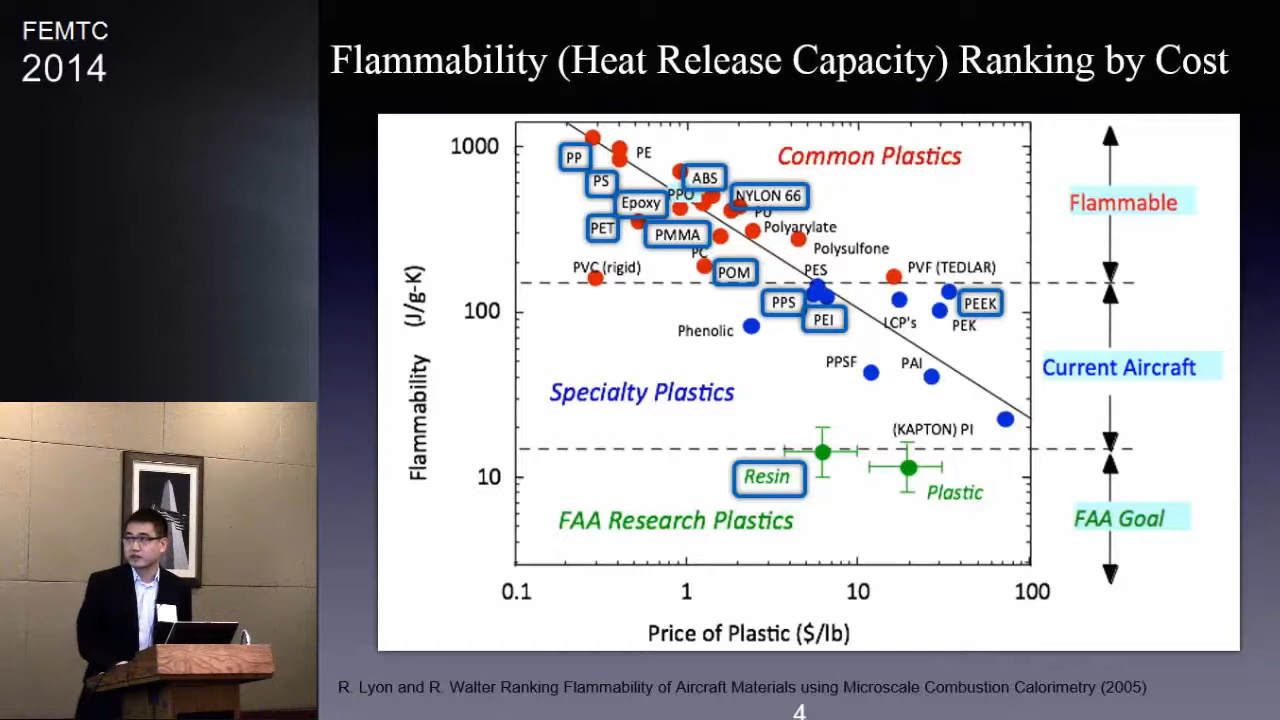 FEMTC
2014
Flammability (Heat Release Capacity) Ranking by Cost
1000
100
10
Flammability (J/g-K)
0.1
1
10
100
Price of Plastic ($/lb)
Common Plastics
PP
PE
PS
ABS
PPO
NYLON 66
Epoxy
PU
PET
PMMA
Polyarylate
PC
Polysulfone
PVC (rigid)
POM
PES
PVF (TEDLAR)
PPS
PEI
PEEK
LCP's
PEK
Phenolic
PPSF
PAI
Specialty Plastics
(KAPTON) PI
Resin
Plastic
FAA Research Plastics
Flammable
Current Aircraft
FAA Goal
R. Lyon and R. Walter Ranking Flammability of Aircraft Materials using Microscale Combustion Calorimetry (2005)
4